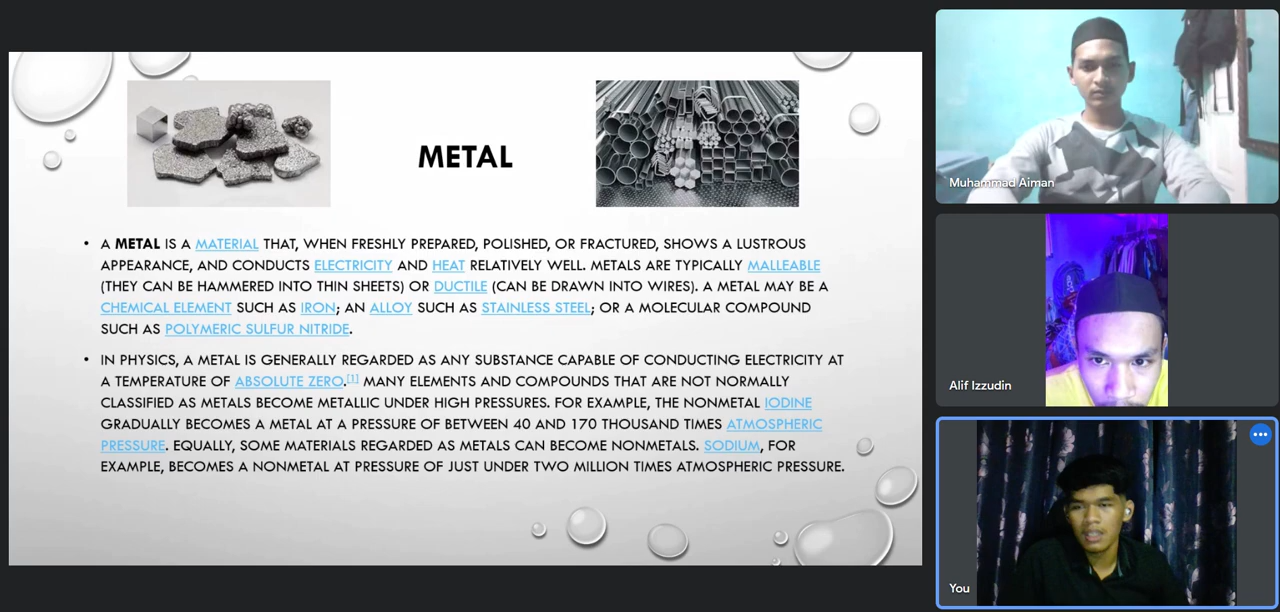 METAL
• A METAL IS A MATERIAL THAT, WHEN FRESHLY PREPARED, POLISHED, OR FRACTURED, SHOWS A LUSTROUS
APPEARANCE, AND CONDUCTS ELECTRICITY AND HEAT RELATIVELY WELL. METALS ARE TYPICALLY MALLEABLE
(THEY CAN BE HAMMERED INTO THIN SHEETS) OR DUCTILE (CAN BE DRAWN INTO WIRES). A METAL MAY BE A
CHEMICAL ELEMENT SUCH AS IRON; AN ALLOY SUCH AS STAINLESS STEEL; OR A MOLECULAR COMPOUND
SUCH AS POLYMERIC SULFUR NITRIDE.
• IN PHYSICS, A METAL IS GENERALLY REGARDED AS ANY SUBSTANCE CAPABLE OF CONDUCTING ELECTRICITY AT
A TEMPERATURE OF ABSOLUTE ZERO.[1] MANY ELEMENTS AND COMPOUNDS THAT ARE NOT NORMALLY
CLASSIFIED AS METALS BECOME METALLIC UNDER HIGH PRESSURES. FOR EXAMPLE, THE NONMETAL IODINE
GRADUALLY BECOMES A METAL AT A PRESSURE OF BETWEEN 40 AND 170 THOUSAND TIMES ATMOSPHERIC
PRESSURE. EQUALLY, SOME MATERIALS REGARDED AS METALS CAN BECOME NONMETALS. SODIUM, FOR
EXAMPLE, BECOMES A NONMETAL AT PRESSURE OF JUST UNDER TWO MILLION TIMES ATMOSPHERIC PRESSURE.
Muhammad Aiman
Alif Izzudin
You